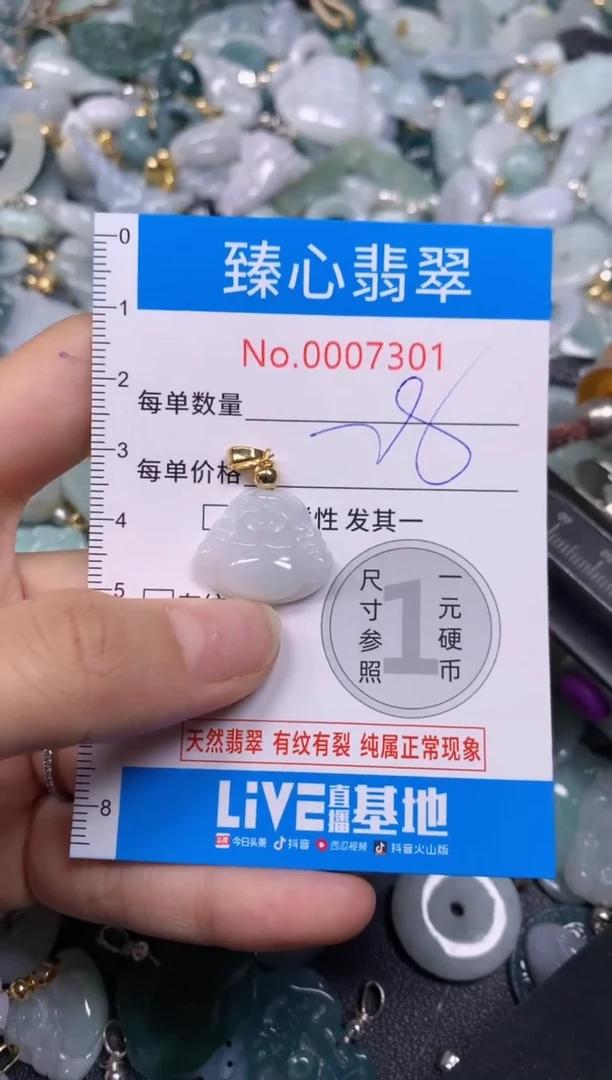 0
臻心翡翠
1
No.0007301
2
每单数量
3
每单价格
28
4
性 发其一
5
尺寸参照
1
一元硬币
天然翡翠 有纹有裂 纯属正常现象
8
LiVE直播基地
头条 今日头条 抖音 西瓜视频 抖音火山版